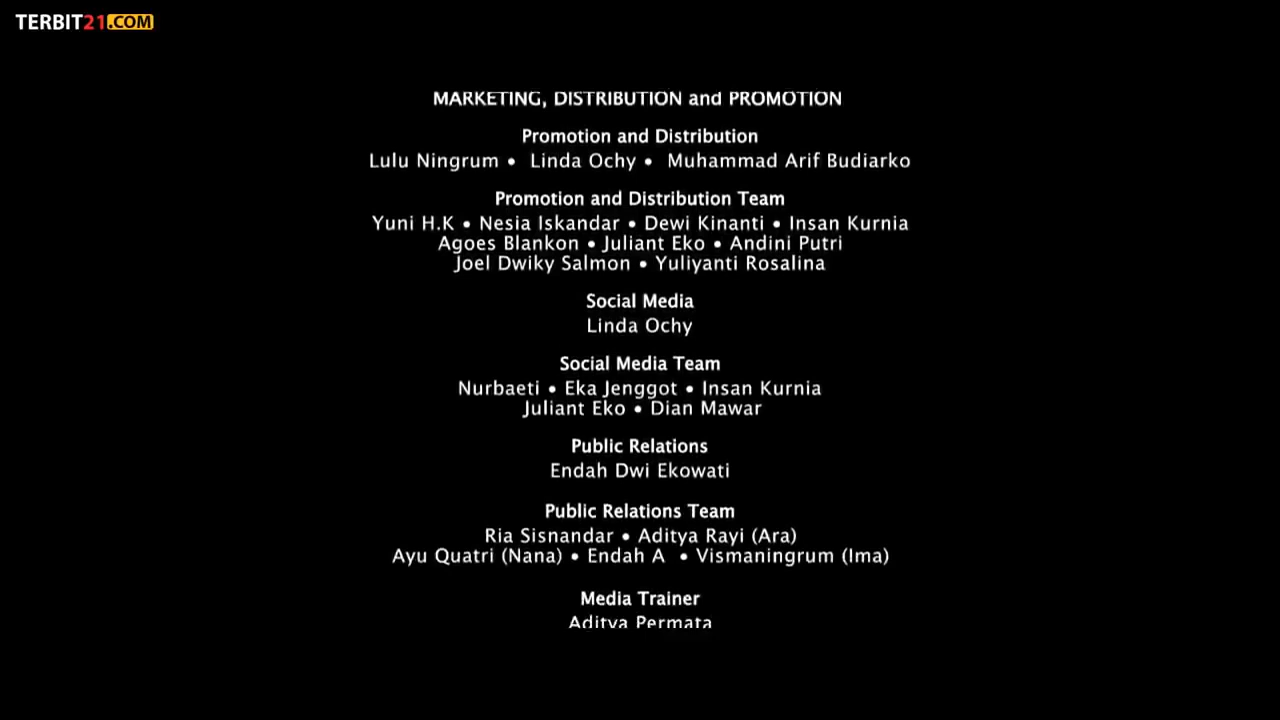 TERBIT21.COM
MARKETING, DISTRIBUTION and PROMOTION
Promotion and Distribution
Lulu Ningrum • Linda Ochy • Muhammad Arif Budiarko
Promotion and Distribution Team
Yuni H.K • Nesia Iskandar • Dewi Kinanti • Insan Kurnia
Agoes Blankon • Juliant Eko • Andini Putri
Joel Dwiky Salmon • Yuliyanti Rosalina
Social Media
Linda Ochy
Social Media Team
Nurbaeti • Eka Jenggot • Insan Kurnia
Juliant Eko • Dian Mawar
Public Relations
Endah Dwi Ekowati
Public Relations Team
Ria Sisnandar • Aditya Rayi (Ara)
Ayu Quatri (Nana) • Endah A • Vismaningrum (Ima)
Media Trainer
Aditya Permata